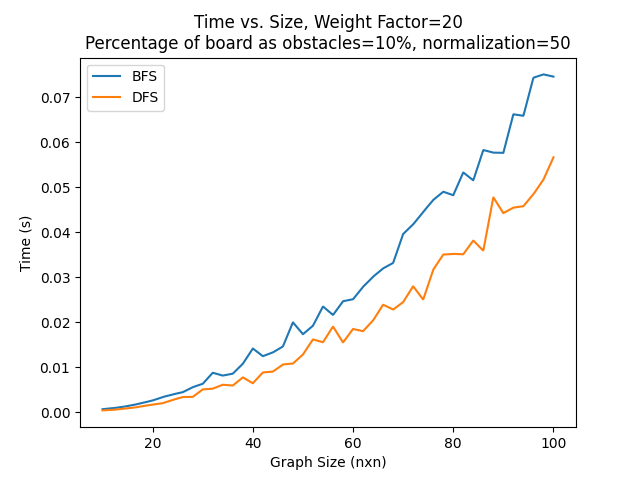 Time vs. Size, Weight Factor=20
Percentage of board as obstacles=10%, normalization=50
BFS
DFS
0.07
0.06
0.05
0.04
0.03
0.02
0.01
0.00
Time (s)
20 40 60 80 100
Graph Size (nxn)